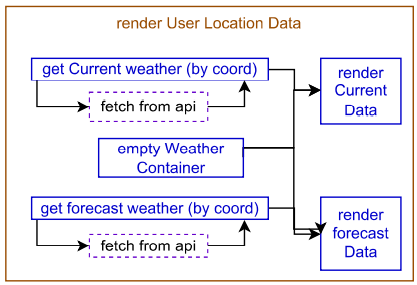 render User Location Data
get Current weather (by coord)
fetch from api
render
Current
Data
empty Weather
Container
get forecast weather (by coord)
fetch from api
render
forecast
Data